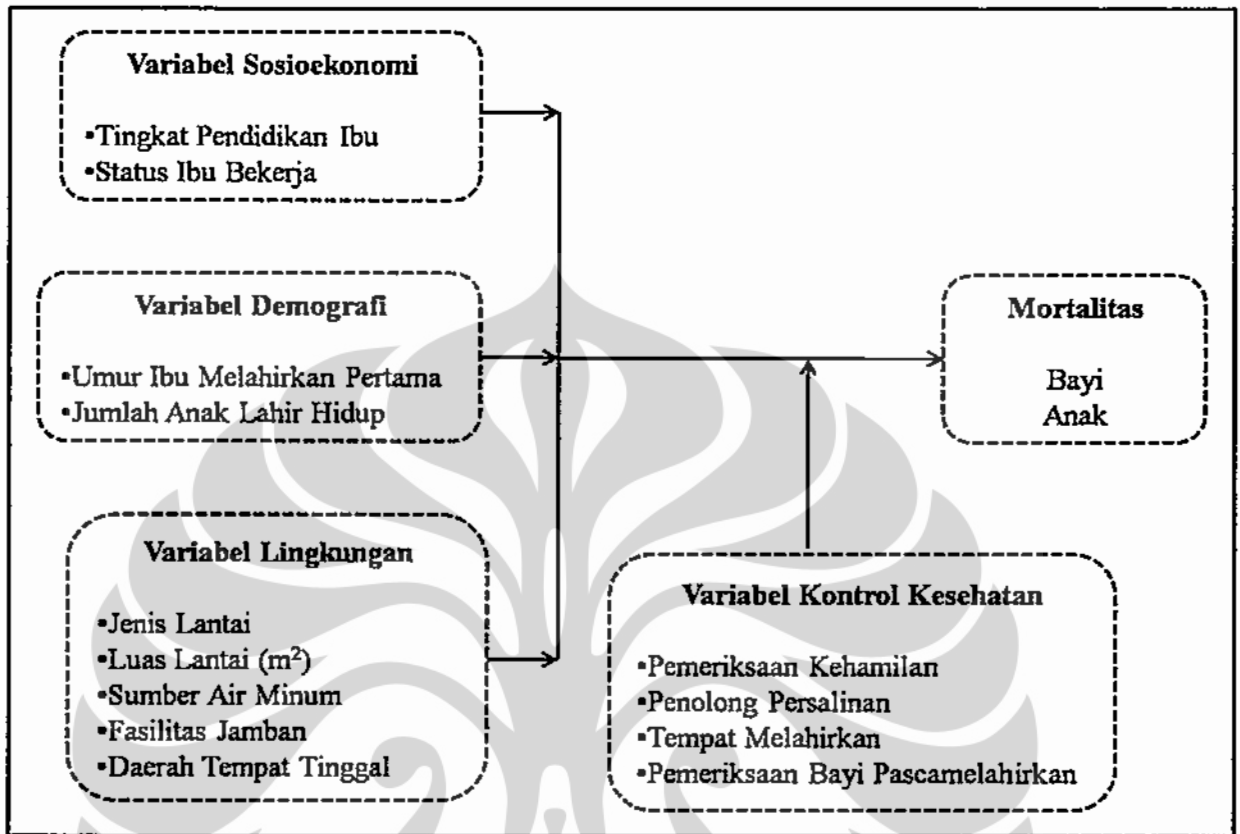 Variabel Sosioekonomi
▪Tingkat Pendidikan Ibu
▪Status Ibu Bekerja
Variabel Demografi
▪Umur Ibu Melahirkan Pertama
▪Jumlah Anak Lahir Hidup
Variabel Lingkungan
▪Jenis Lantai
▪Luas Lantai (m²)
▪Sumber Air Minum
▪Fasilitas Jamban
▪Daerah Tempat Tinggal
Mortalitas
Bayi
Anak
Variabel Kontrol Kesehatan
▪Pemeriksaan Kehamilan
▪Penolong Persalinan
▪Tempat Melahirkan
▪Pemeriksaan Bayi Pascamelahirkan